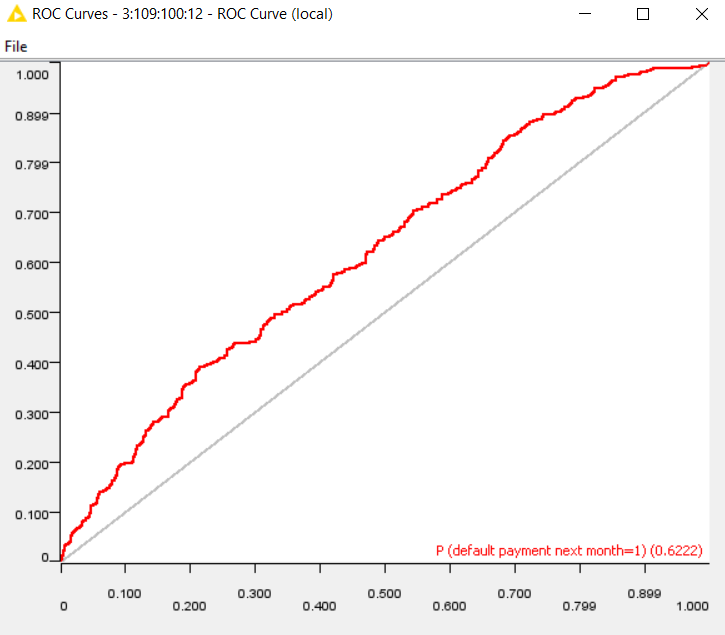 ROC Curves - 3:109:100:12 - ROC Curve (local)
File
1.000
0.899
0.799
0.700
0.600
0.500
0.400
0.300
0.200
0.100
0
P (default payment next month=1) (0.6222)
0.100 0.300 0.500 0.700 0.899
0 0.200 0.400 0.600 0.799 1.000